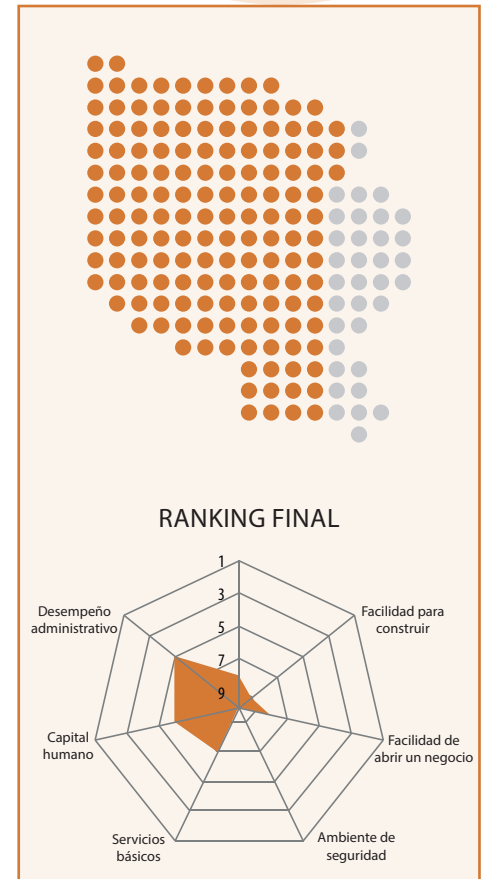 RANKING FINAL
1
3
5
7
9
Desempeño
administrativo
Facilidad para
construir
Capital
humano
Facilidad de
abrir un negocio
Servicios
básicos
Ambiente de
seguridad